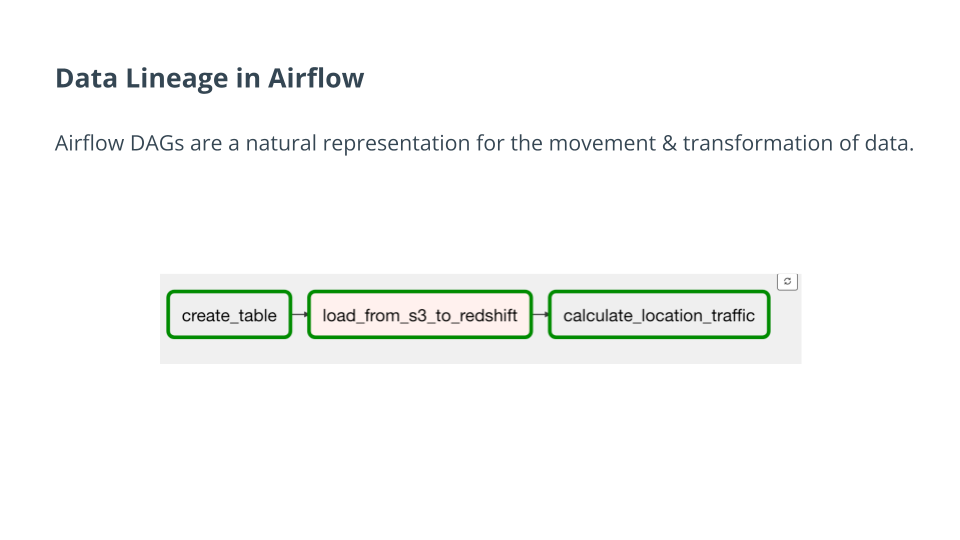 Data Lineage in Airflow
Airflow DAGs are a natural representation for the movement & transformation of data.
create_table
load_from_s3_to_redshift
calculate_location_traffic